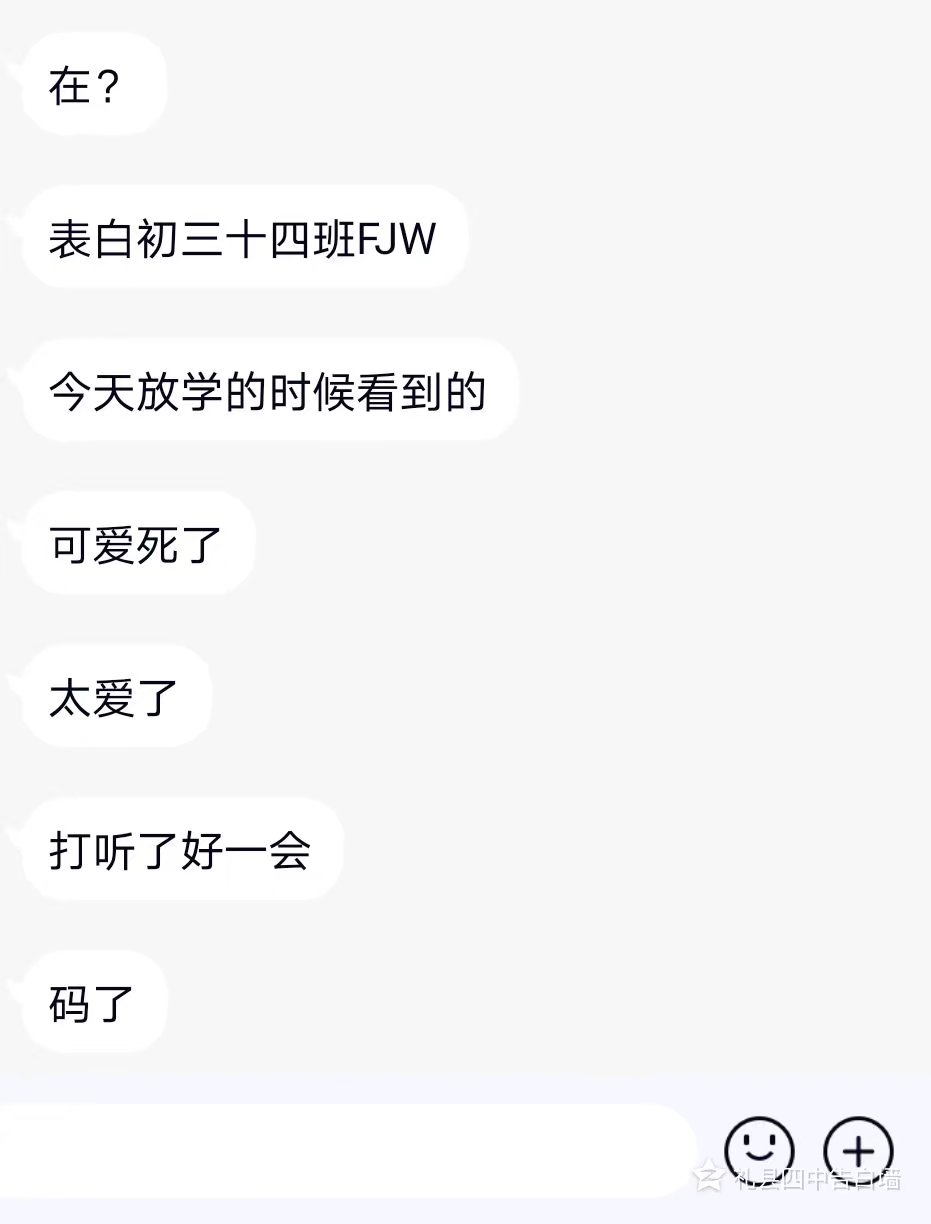 在?
表白初三十四班FJW
今天放学的时候看到的
可爱死了
太爱了
打听了好一会
码了
礼县四中告白墙